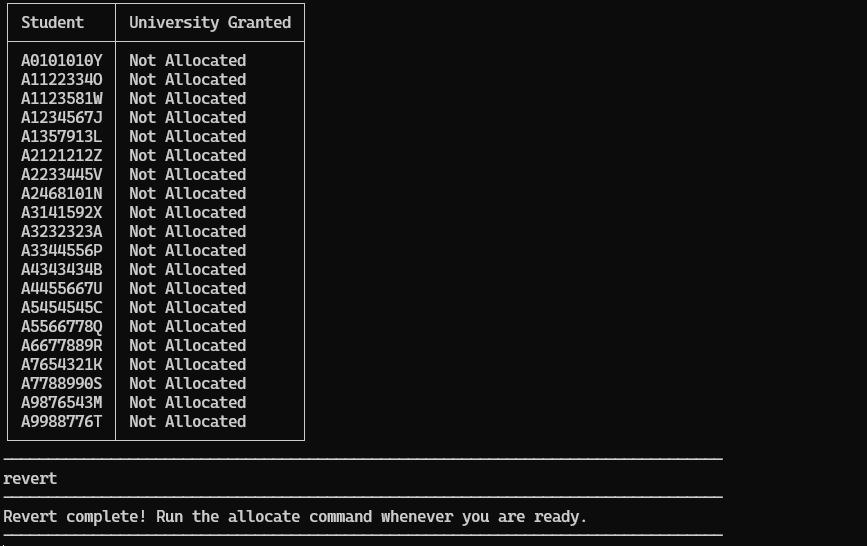 Student University Granted
A0101010Y Not Allocated
A1122334O Not Allocated
A1123581W Not Allocated
A1234567J Not Allocated
A1357913L Not Allocated
A2121212Z Not Allocated
A2233445V Not Allocated
A2468101N Not Allocated
A3141592X Not Allocated
A3232323A Not Allocated
A3344556P Not Allocated
A4343434B Not Allocated
A4455667U Not Allocated
A5454545C Not Allocated
A5566778Q Not Allocated
A6677889R Not Allocated
A7654321K Not Allocated
A7788990S Not Allocated
A9876543M Not Allocated
A9988776T Not Allocated
revert
Revert complete! Run the allocate command whenever you are ready.